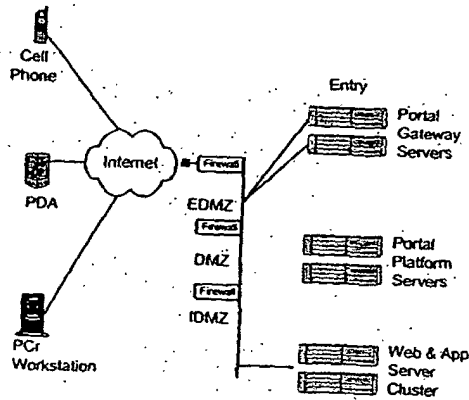 Cell
Phone
Internet
PDA
PCr
Workstation
Firewall
EDMZ
Firewall
DMZ
Firewall
IDMZ
Entry
Portal
Gateway
Servers
Portal
Platform
Servers
Web & App
Server
Cluster